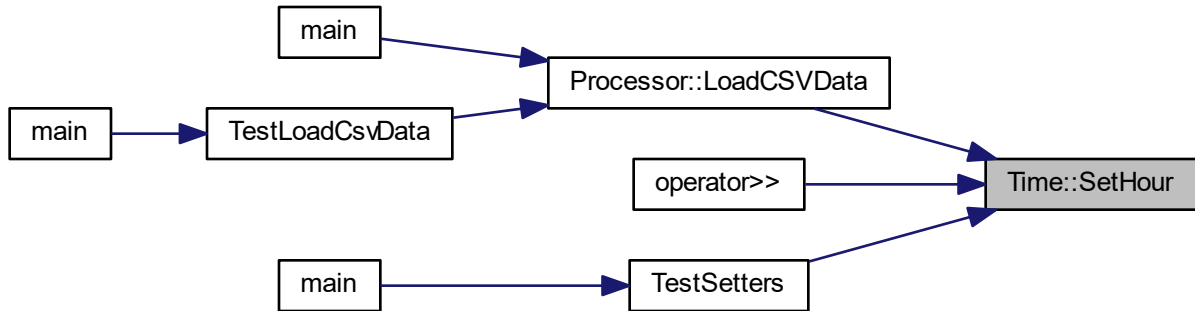 main
Processor::LoadCSVData
main
TestLoadCsvData
operator>>
Time::SetHour
main
TestSetters